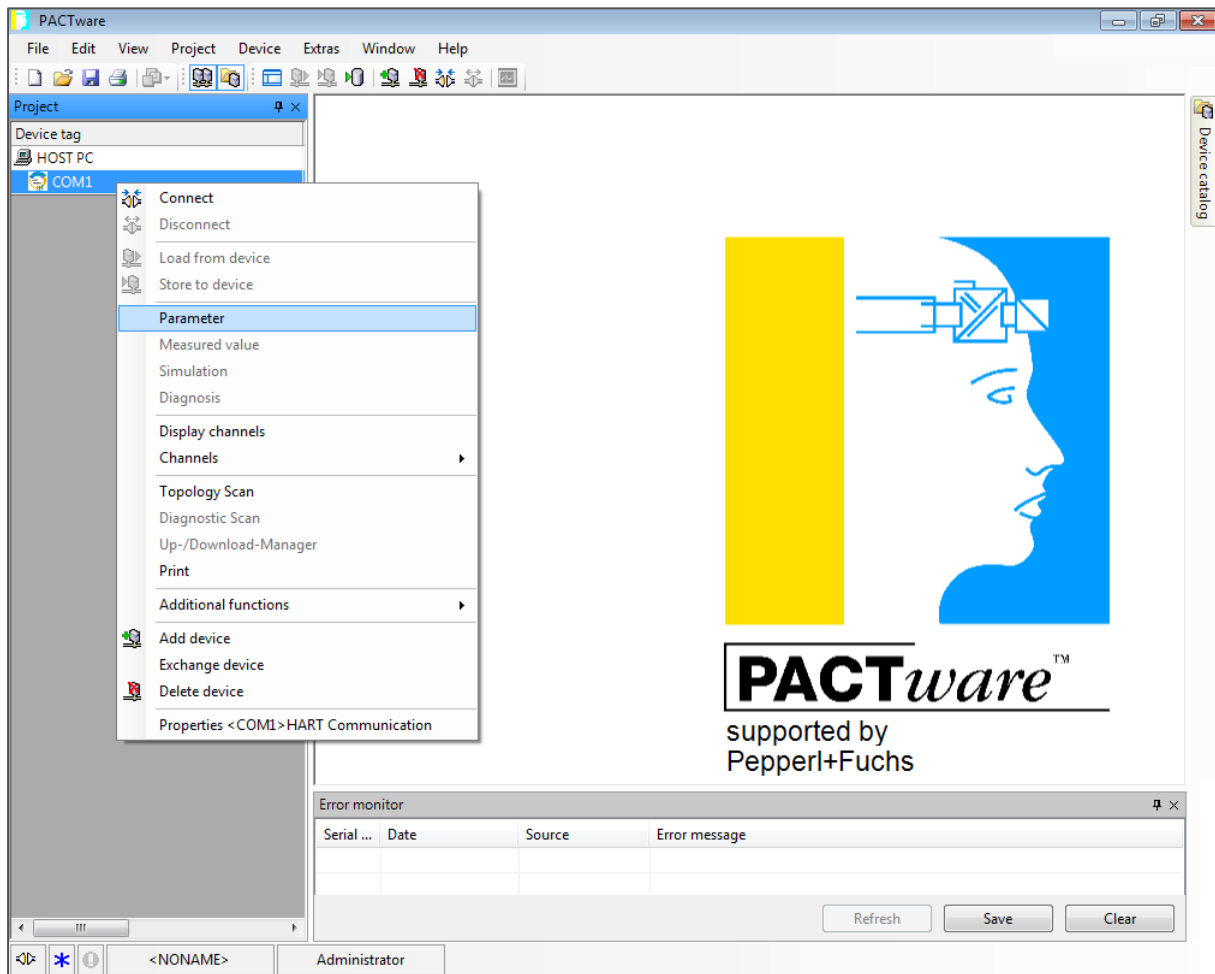 PACTware
File Edit View Project Device Extras Window Help
Project
Device tag
HOST PC
COM1
Connect
Disconnect
Load from device
Store to device
Parameter
Measured value
Simulation
Diagnosis
Display channels
Channels
Topology Scan
Diagnostic Scan
Up-/Download-Manager
Print
Additional functions
Add device
Exchange device
Delete device
Properties <COM1>HART Communication
Device catalog
PACTware™
supported by
Pepperl+Fuchs
Error monitor
Serial ... Date Source Error message
Refresh Save Clear
<NONAME> Administrator